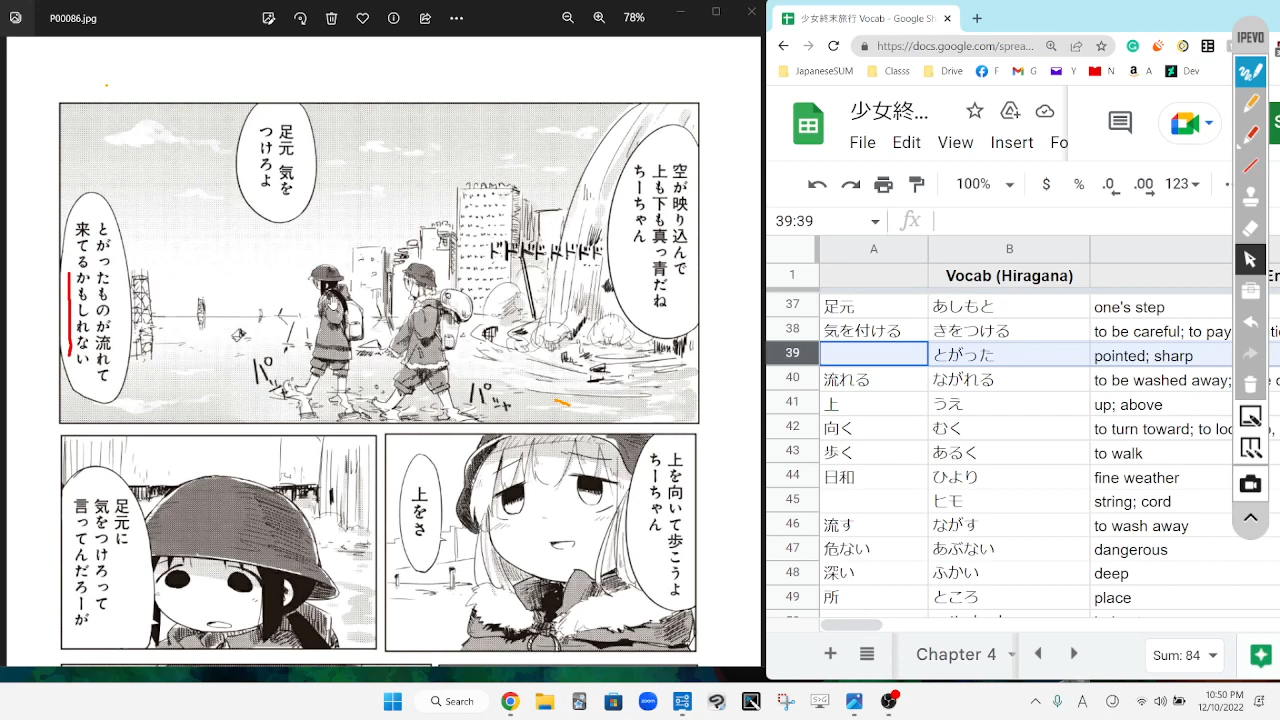 P00086.jpg
78%
空が映り込んで
上も下も真っ青だね
ちーちゃん
足元 気を
つけろよ
とがったものが流れて
来てるかもしれない
ドドドドドドドド
パ
パシャ
上を向いて歩こうよ
ちーちゃん
上をさ
足元に
気をつけろって
言ってんだろーが
少女終末旅行 Vocab - Google Sh
https://docs.google.com/sprea...
JapaneseSUM
Classs
Drive
F
G
Y
N
A
Dev
少女終...
File Edit View Insert Fo
100% $ % .0 .00 123
39:39
fx
A B
1 Vocab (Hiragana) Er
37 足元 あしもと one's step
38 気を付ける きをつける to be careful; to pay
39 とがった pointed; sharp
40 流れる ながれる to be washed away;
41 上 うえ up; above
42 向く むく to turn toward; to loo
43 歩く あるく to walk
44 日和 ひより fine weather
45 ヒモ string; cord
46 流す ながす to wash away
47 危ない あぶない dangerous
48 深い ふかい deep
49 所 ところ place
Chapter 4
Sum: 84
IPEVO
Search
zoom
10:50 PM
12/10/2022